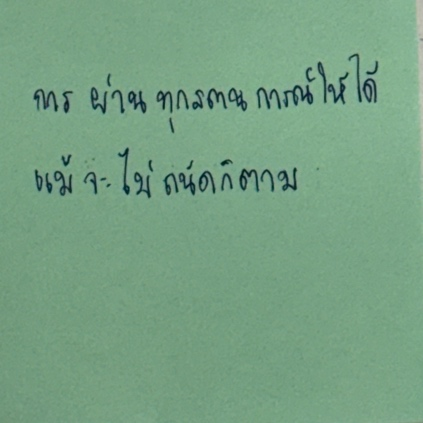 การ ผ่าน ทุกสถานการณ์ให้ได้
แม้ จะ ไม่ ถนัดก็ตาม